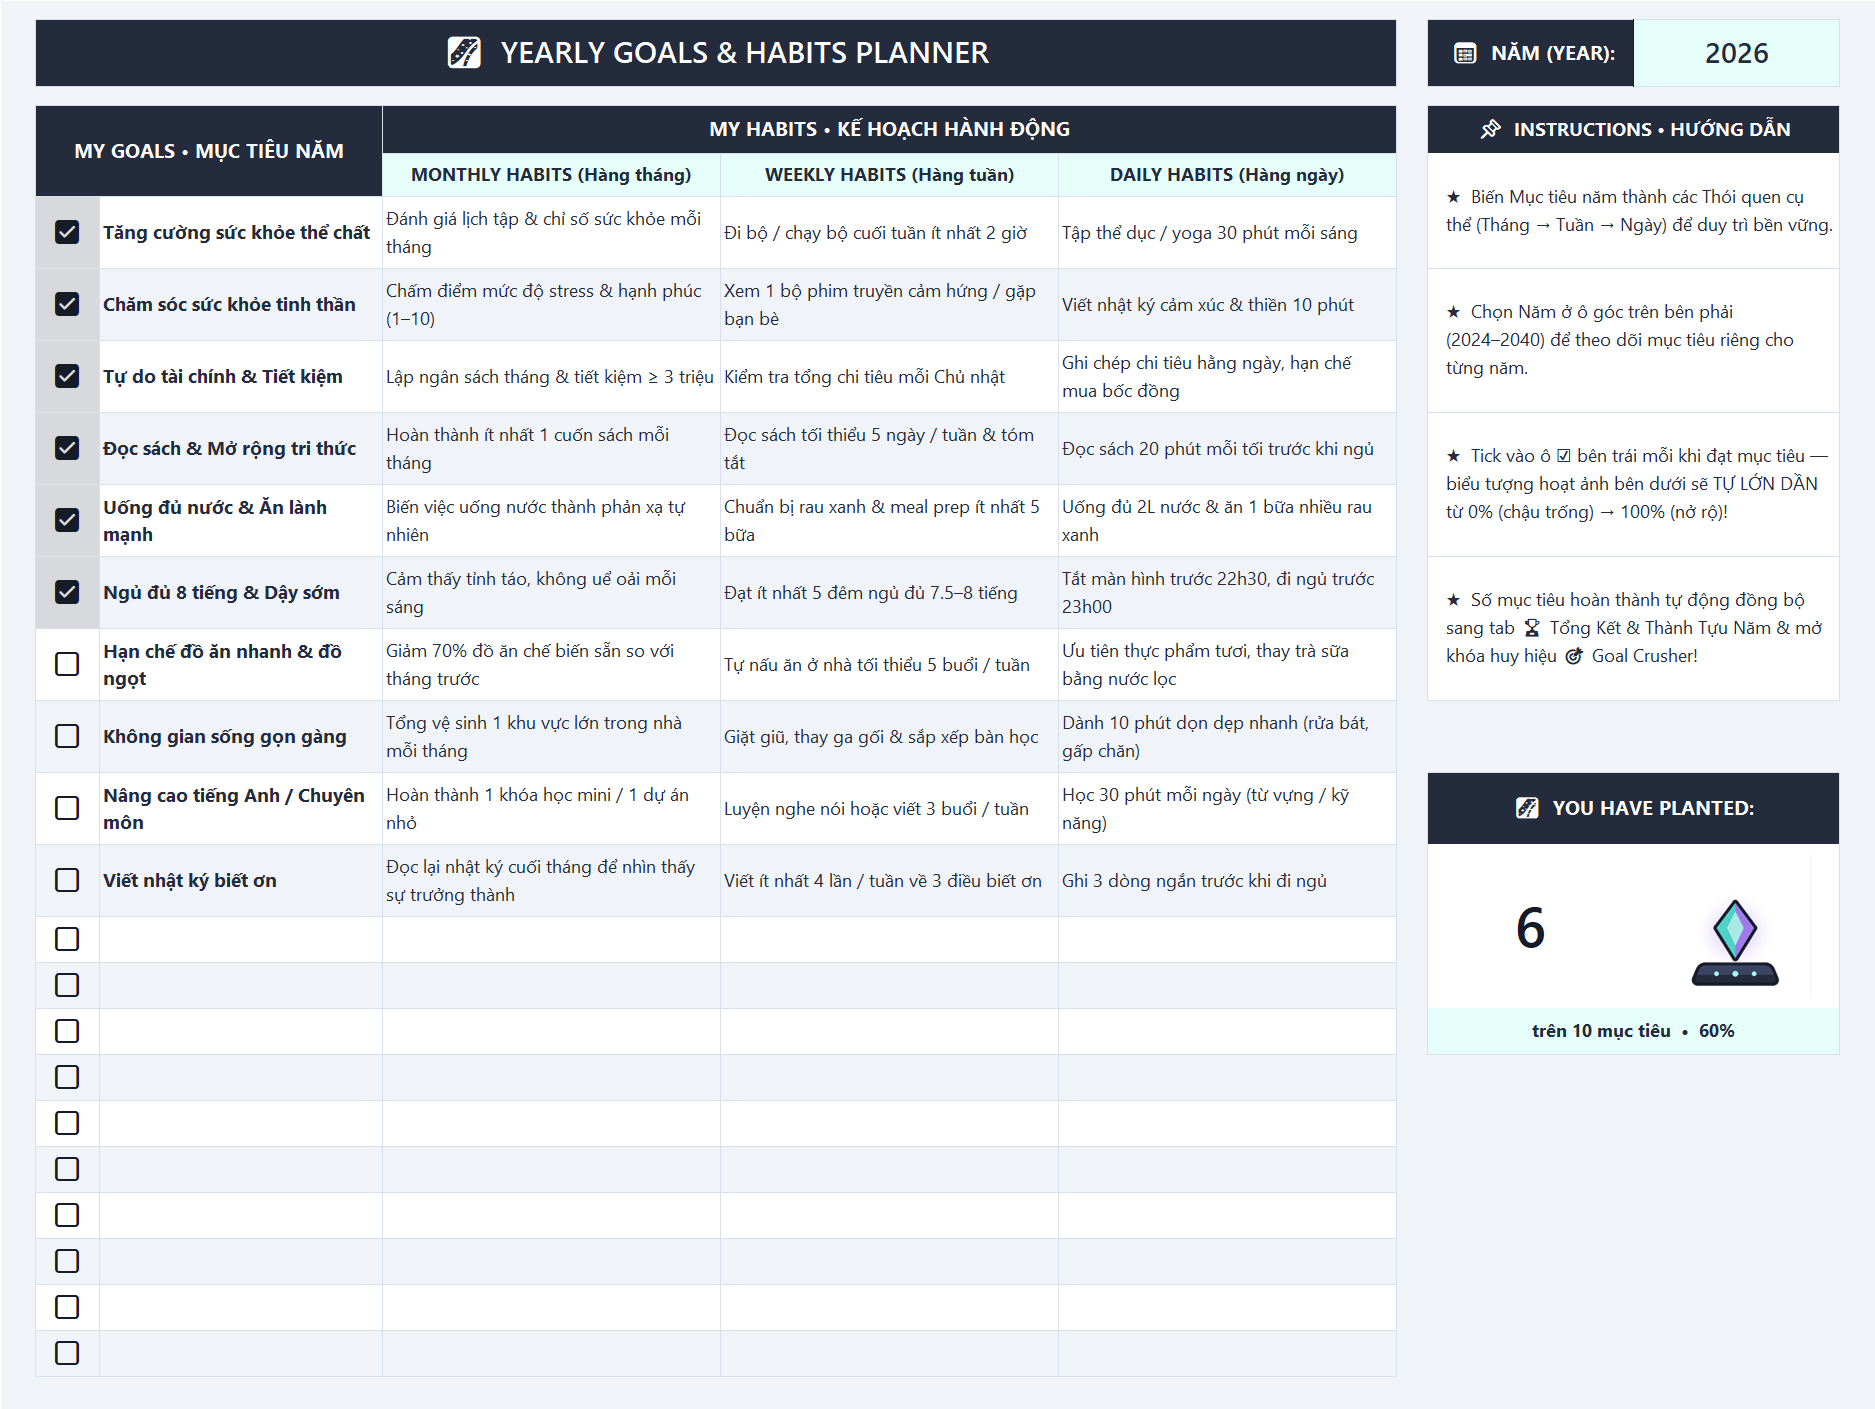 YEARLY GOALS & HABITS PLANNER
NĂM (YEAR):
2026
MY GOALS • MỤC TIÊU NĂM
MY HABITS • KẾ HOẠCH HÀNH ĐỘNG
MONTHLY HABITS (Hàng tháng)
WEEKLY HABITS (Hàng tuần)
DAILY HABITS (Hàng ngày)
Tăng cường sức khỏe thể chất
Đánh giá lịch tập & chỉ số sức khỏe mỗi
tháng
Đi bộ / chạy bộ cuối tuần ít nhất 2 giờ
Tập thể dục / yoga 30 phút mỗi sáng
Chăm sóc sức khỏe tinh thần
Chấm điểm mức độ stress & hạnh phúc
(1–10)
Xem 1 bộ phim truyền cảm hứng / gặp
bạn bè
Viết nhật ký cảm xúc & thiền 10 phút
Tự do tài chính & Tiết kiệm
Lập ngân sách tháng & tiết kiệm ≥ 3 triệu
Kiểm tra tổng chi tiêu mỗi Chủ nhật
Ghi chép chi tiêu hằng ngày, hạn chế
mua bốc đồng
Đọc sách & Mở rộng tri thức
Hoàn thành ít nhất 1 cuốn sách mỗi
tháng
Đọc sách tối thiểu 5 ngày / tuần & tóm
tắt
Đọc sách 20 phút mỗi tối trước khi ngủ
Uống đủ nước & Ăn lành
mạnh
Biến việc uống nước thành phản xạ tự
nhiên
Chuẩn bị rau xanh & meal prep ít nhất 5
bữa
Uống đủ 2L nước & ăn 1 bữa nhiều rau
xanh
Ngủ đủ 8 tiếng & Dậy sớm
Cảm thấy tỉnh táo, không uể oải mỗi
sáng
Đạt ít nhất 5 đêm ngủ đủ 7.5–8 tiếng
Tắt màn hình trước 22h30, đi ngủ trước
23h00
Hạn chế đồ ăn nhanh & đồ
ngọt
Giảm 70% đồ ăn chế biến sẵn so với
tháng trước
Tự nấu ăn ở nhà tối thiểu 5 buổi / tuần
Ưu tiên thực phẩm tươi, thay trà sữa
bằng nước lọc
Không gian sống gọn gàng
Tổng vệ sinh 1 khu vực lớn trong nhà
mỗi tháng
Giặt giũ, thay ga gối & sắp xếp bàn học
Dành 10 phút dọn dẹp nhanh (rửa bát,
gấp chăn)
Nâng cao tiếng Anh / Chuyên
môn
Hoàn thành 1 khóa học mini / 1 dự án
nhỏ
Luyện nghe nói hoặc viết 3 buổi / tuần
Học 30 phút mỗi ngày (từ vựng / kỹ
năng)
Viết nhật ký biết ơn
Đọc lại nhật ký cuối tháng để nhìn thấy
sự trưởng thành
Viết ít nhất 4 lần / tuần về 3 điều biết ơn
Ghi 3 dòng ngắn trước khi đi ngủ
INSTRUCTIONS • HƯỚNG DẪN
★ Biến Mục tiêu năm thành các Thói quen cụ
thể (Tháng → Tuần → Ngày) để duy trì bền vững.
★ Chọn Năm ở ô góc trên bên phải
(2024–2040) để theo dõi mục tiêu riêng cho
từng năm.
★ Tick vào ô ☑ bên trái mỗi khi đạt mục tiêu —
biểu tượng hoạt ảnh bên dưới sẽ TỰ LỚN DẦN
từ 0% (chậu trống) → 100% (nở rộ)!
★ Số mục tiêu hoàn thành tự động đồng bộ
sang tab 🏆 Tổng Kết & Thành Tựu Năm & mở
khóa huy hiệu 🎯 Goal Crusher!
YOU HAVE PLANTED:
6
trên 10 mục tiêu • 60%